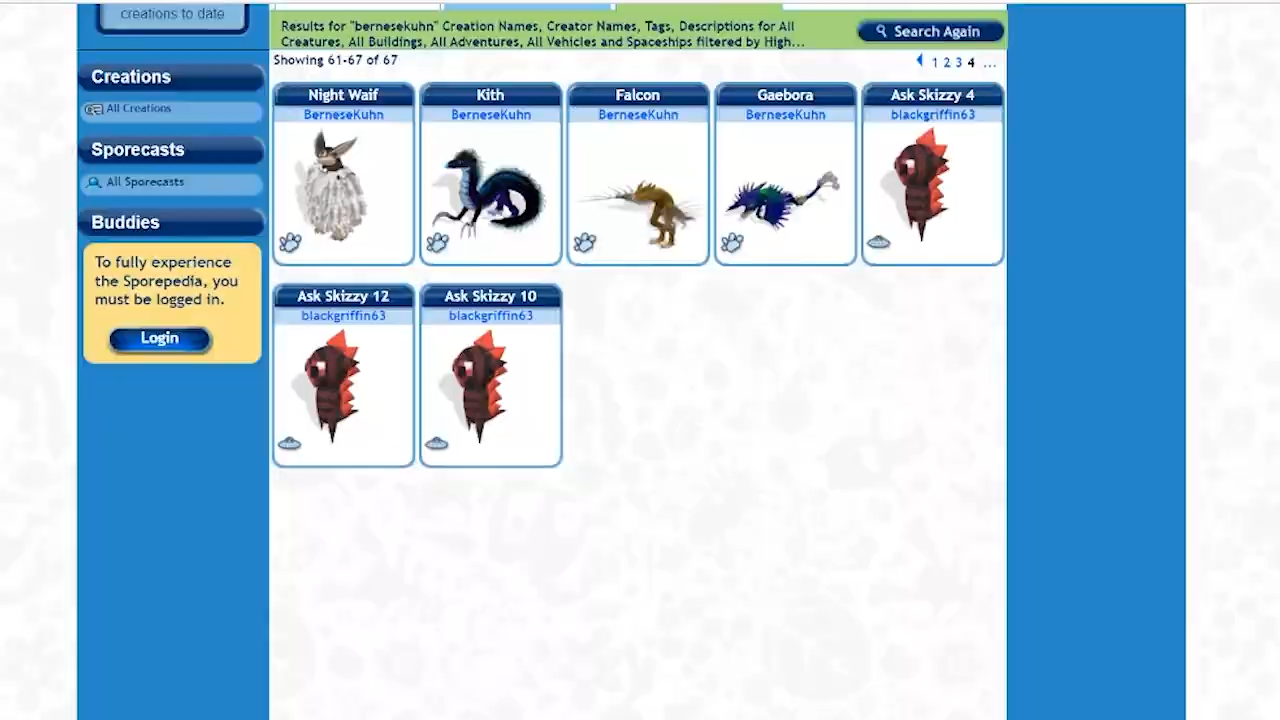 creations to date
Creations
All Creations
Sporecasts
All Sporecasts
Buddies
To fully experience
the Sporepedia, you
must be logged in.
Login
Results for "bernesekuhn" Creation Names, Creator Names, Tags, Descriptions for All
Creatures, All Buildings, All Adventures, All Vehicles and Spaceships filtered by High...
Search Again
Showing 61-67 of 67
1 2 3 4 ...
Night Waif
BerneseKuhn
Kith
BerneseKuhn
Falcon
BerneseKuhn
Gaebora
BerneseKuhn
Ask Skizzy 4
blackgriffin63
Ask Skizzy 12
blackgriffin63
Ask Skizzy 10
blackgriffin63